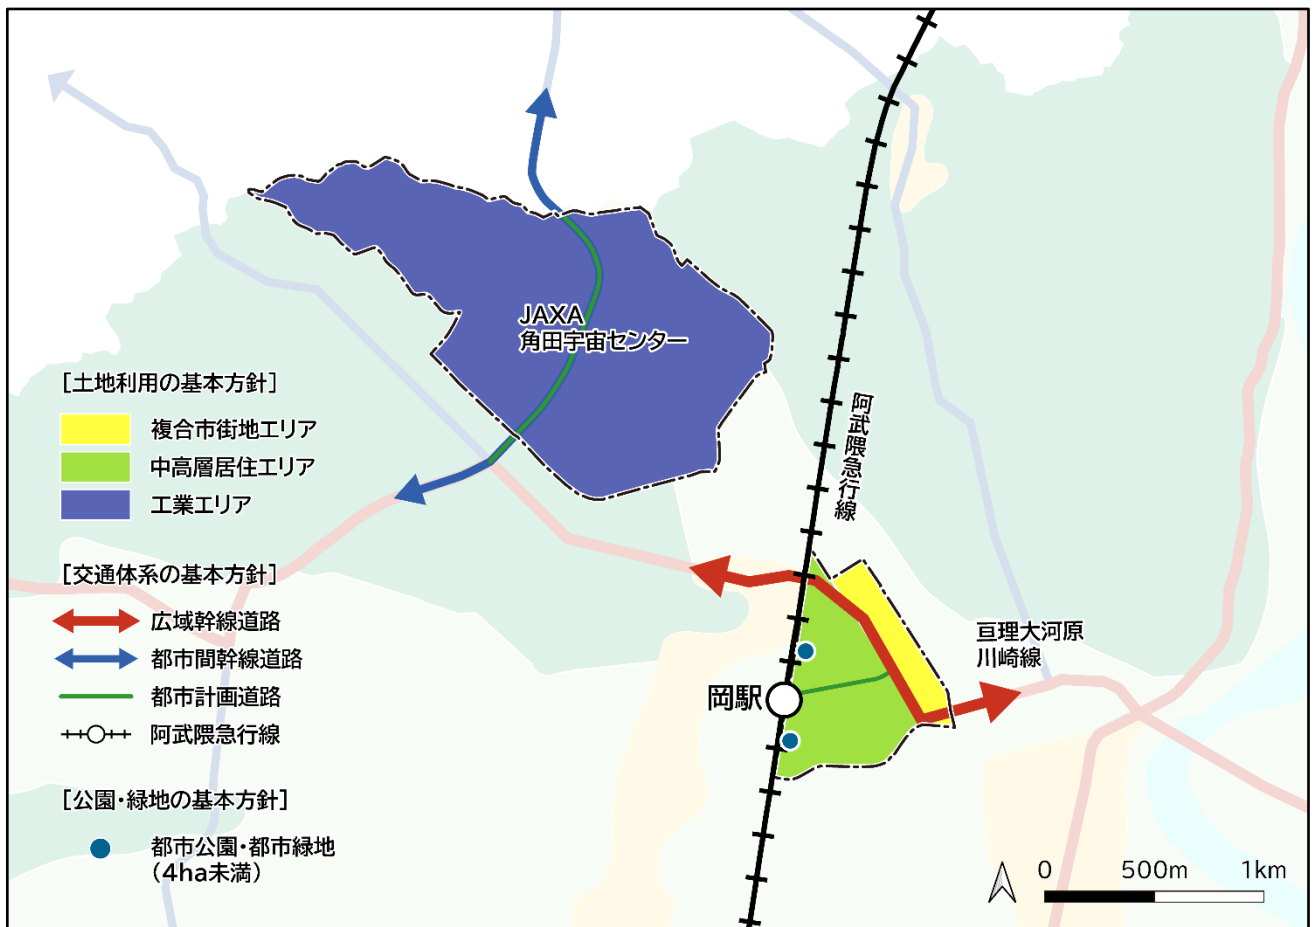 JAXA
角田宇宙センター
[土地利用の基本方針]
複合市街地エリア
中高層居住エリア
工業エリア
[交通体系の基本方針]
広域幹線道路
都市間幹線道路
都市計画道路
阿武隈急行線
[公園・緑地の基本方針]
都市公園・都市緑地
(4ha未満)
阿武隈急行線
岡駅
亘理大河原
川崎線
0 500m 1km